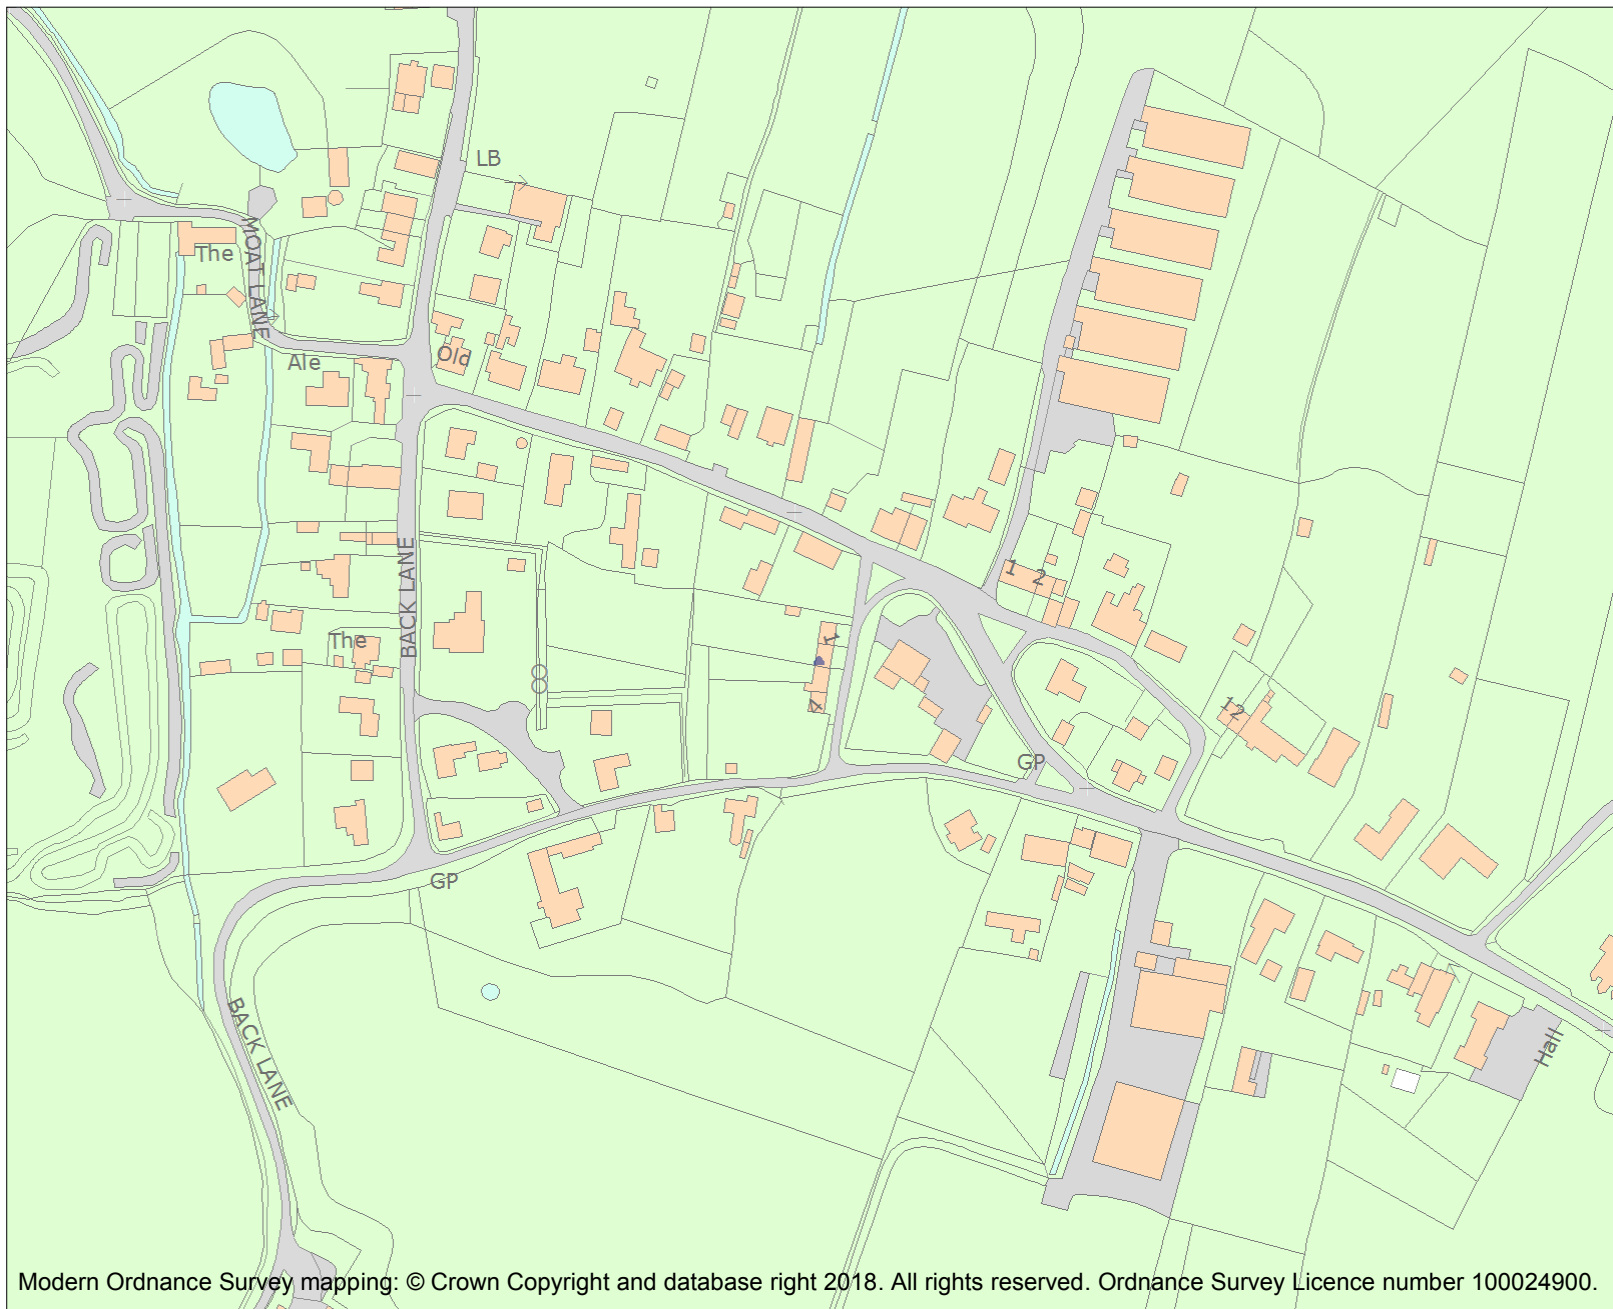 LB
The
MOAT LANE
Ale
Old
BACK LANE
1 2
The
1
4
12
GP
GP
BACK LANE
Hall
Modern Ordnance Survey mapping: © Crown Copyright and database right 2018. All rights reserved. Ordnance Survey Licence number 100024900.